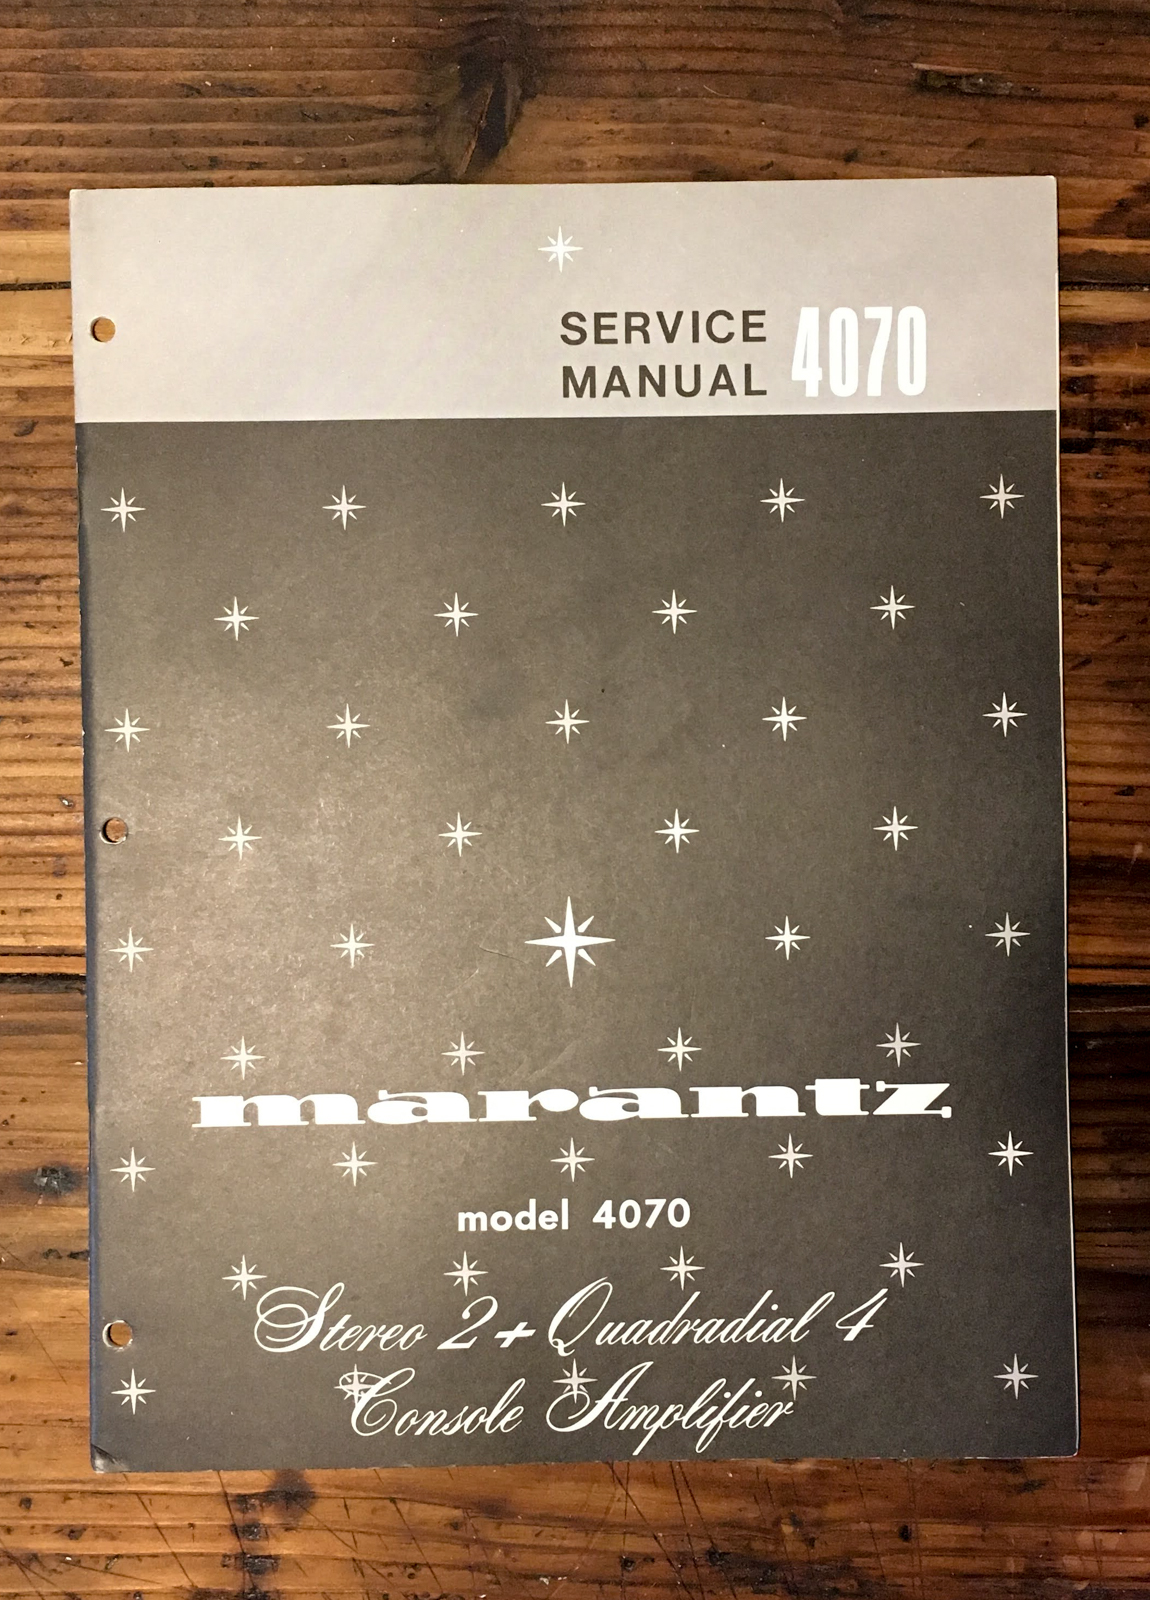 SERVICE
MANUAL 4070
marantz
model 4070
Stereo 2 + Quadradial 4
Console Amplifier